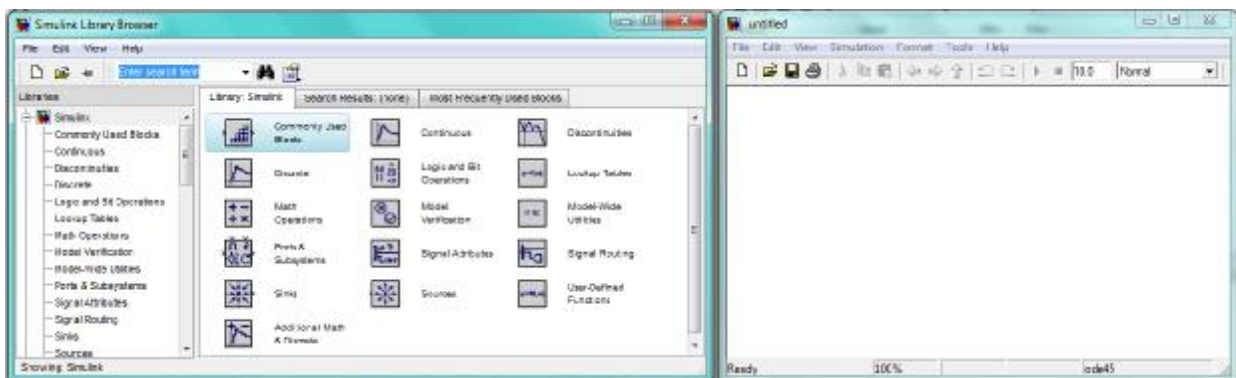 Simulink Library Browser
File Edit View Help
Enter search term
Libraries
Library: Simulink Search Results: (none) Most Frequently Used Blocks
Simulink
Commonly Used Blocks
Continuous
Discontinuities
Discrete
Logic and Bit Operations
Lookup Tables
Math Operations
Model Verification
Model-Wide Utilities
Ports & Subsystems
Signal Attributes
Signal Routing
Sinks
Sources
Commonly Used
Blocks
Continuous
Discontinuities
Discrete
Logic and Bit
Operations
Lookup Tables
Math
Operations
Model
Verification
Model-Wide
Utilities
Ports &
Subsystems
Signal Attributes
Signal Routing
Sinks
Sources
User-Defined
Functions
Additional Math
& Discrete
Showing: Simulink
untitled
File Edit View Simulation Format Tools Help
10.0 Normal
Ready 100% ode45